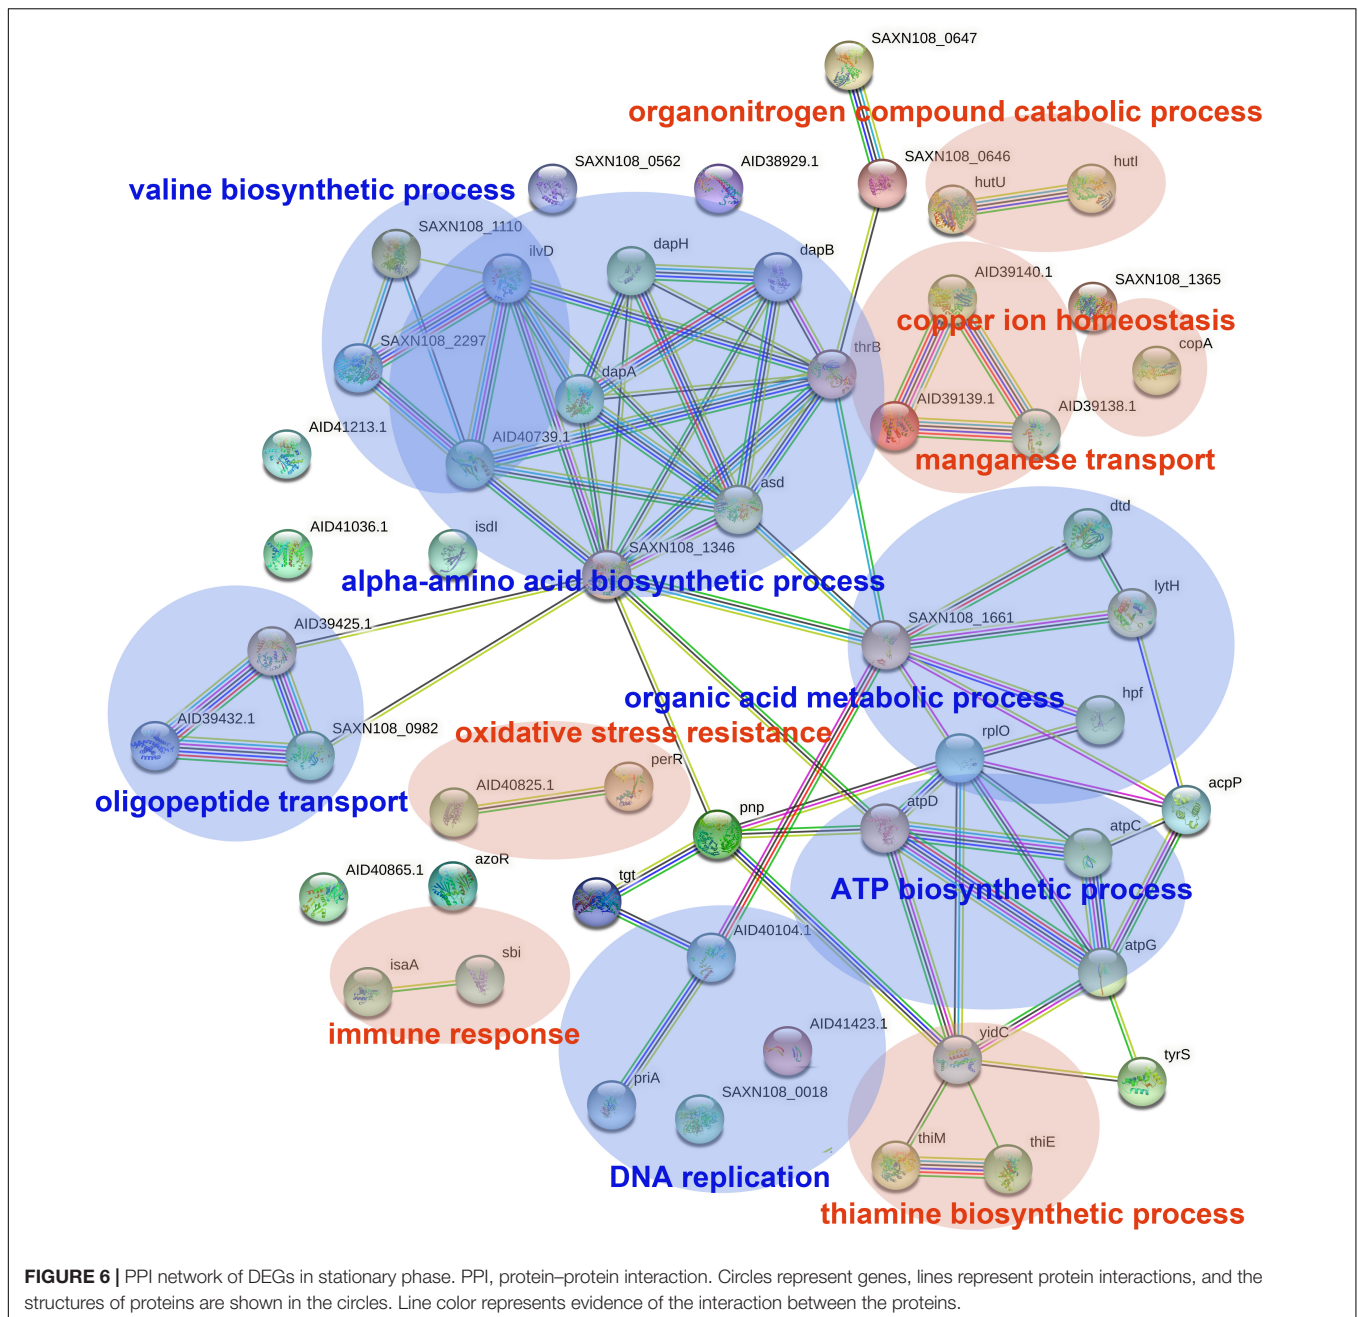 SAXN108_0647
organonitrogen compound catabolic process
SAXN108_0562
AID38929.1
SAXN108_0646
hutI
hutU
valine biosynthetic process
SAXN108_1110
ilvD
dapH
dapB
AID39140.1
SAXN108_1365
copper ion homeostasis
SAXN108_2297
thrB
copA
dapA
AID39139.1
AID39138.1
AID41213.1
AID40739.1
manganese transport
asd
dtd
AID41036.1
isdI
SAXN108_1346
alpha-amino acid biosynthetic process
lytH
AID39425.1
SAXN108_1661
organic acid metabolic process
hpf
AID39432.1
SAXN108_0982
oxidative stress resistance
rplO
perR
AID40825.1
acpP
oligopeptide transport
pnp
atpD
atpC
AID40865.1
azoR
tgt
ATP biosynthetic process
AID40104.1
atpG
isaA
sbi
immune response
AID41423.1
yidC
tyrS
priA
SAXN108_0018
thiM
thiE
DNA replication
thiamine biosynthetic process
FIGURE 6 | PPI network of DEGs in stationary phase. PPI, protein–protein interaction. Circles represent genes, lines represent protein interactions, and the
structures of proteins are shown in the circles. Line color represents evidence of the interaction between the proteins.